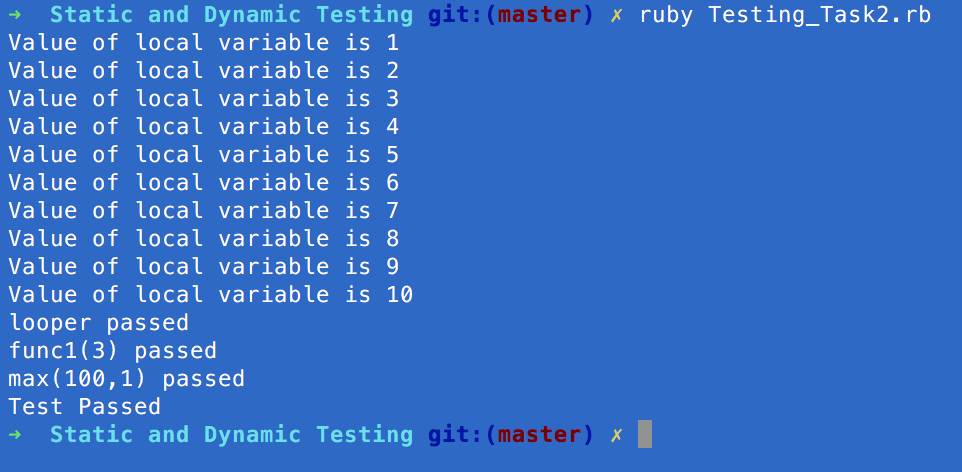 ➜  Static and Dynamic Testing git:(master) ✗ ruby Testing_Task2.rb
Value of local variable is 1
Value of local variable is 2
Value of local variable is 3
Value of local variable is 4
Value of local variable is 5
Value of local variable is 6
Value of local variable is 7
Value of local variable is 8
Value of local variable is 9
Value of local variable is 10
looper passed
func1(3) passed
max(100,1) passed
Test Passed
➜  Static and Dynamic Testing git:(master) ✗